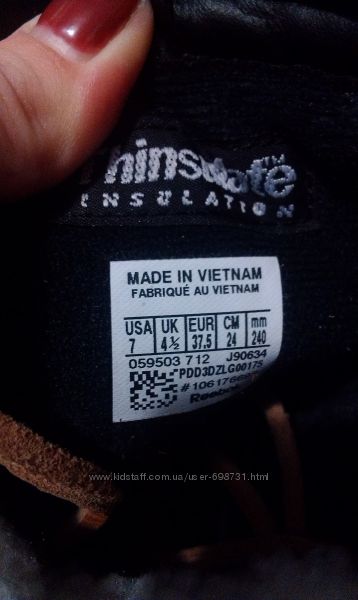 Thinsulate™
INSULATION
MADE IN VIETNAM
FABRIQUÉ AU VIETNAM
USA UK EUR CM mm
7 4½ 37,5 24 240
059503 712 J90634
PDD3DZLG00175
Reebok
www.kidstaff.com.ua/user-698731.html